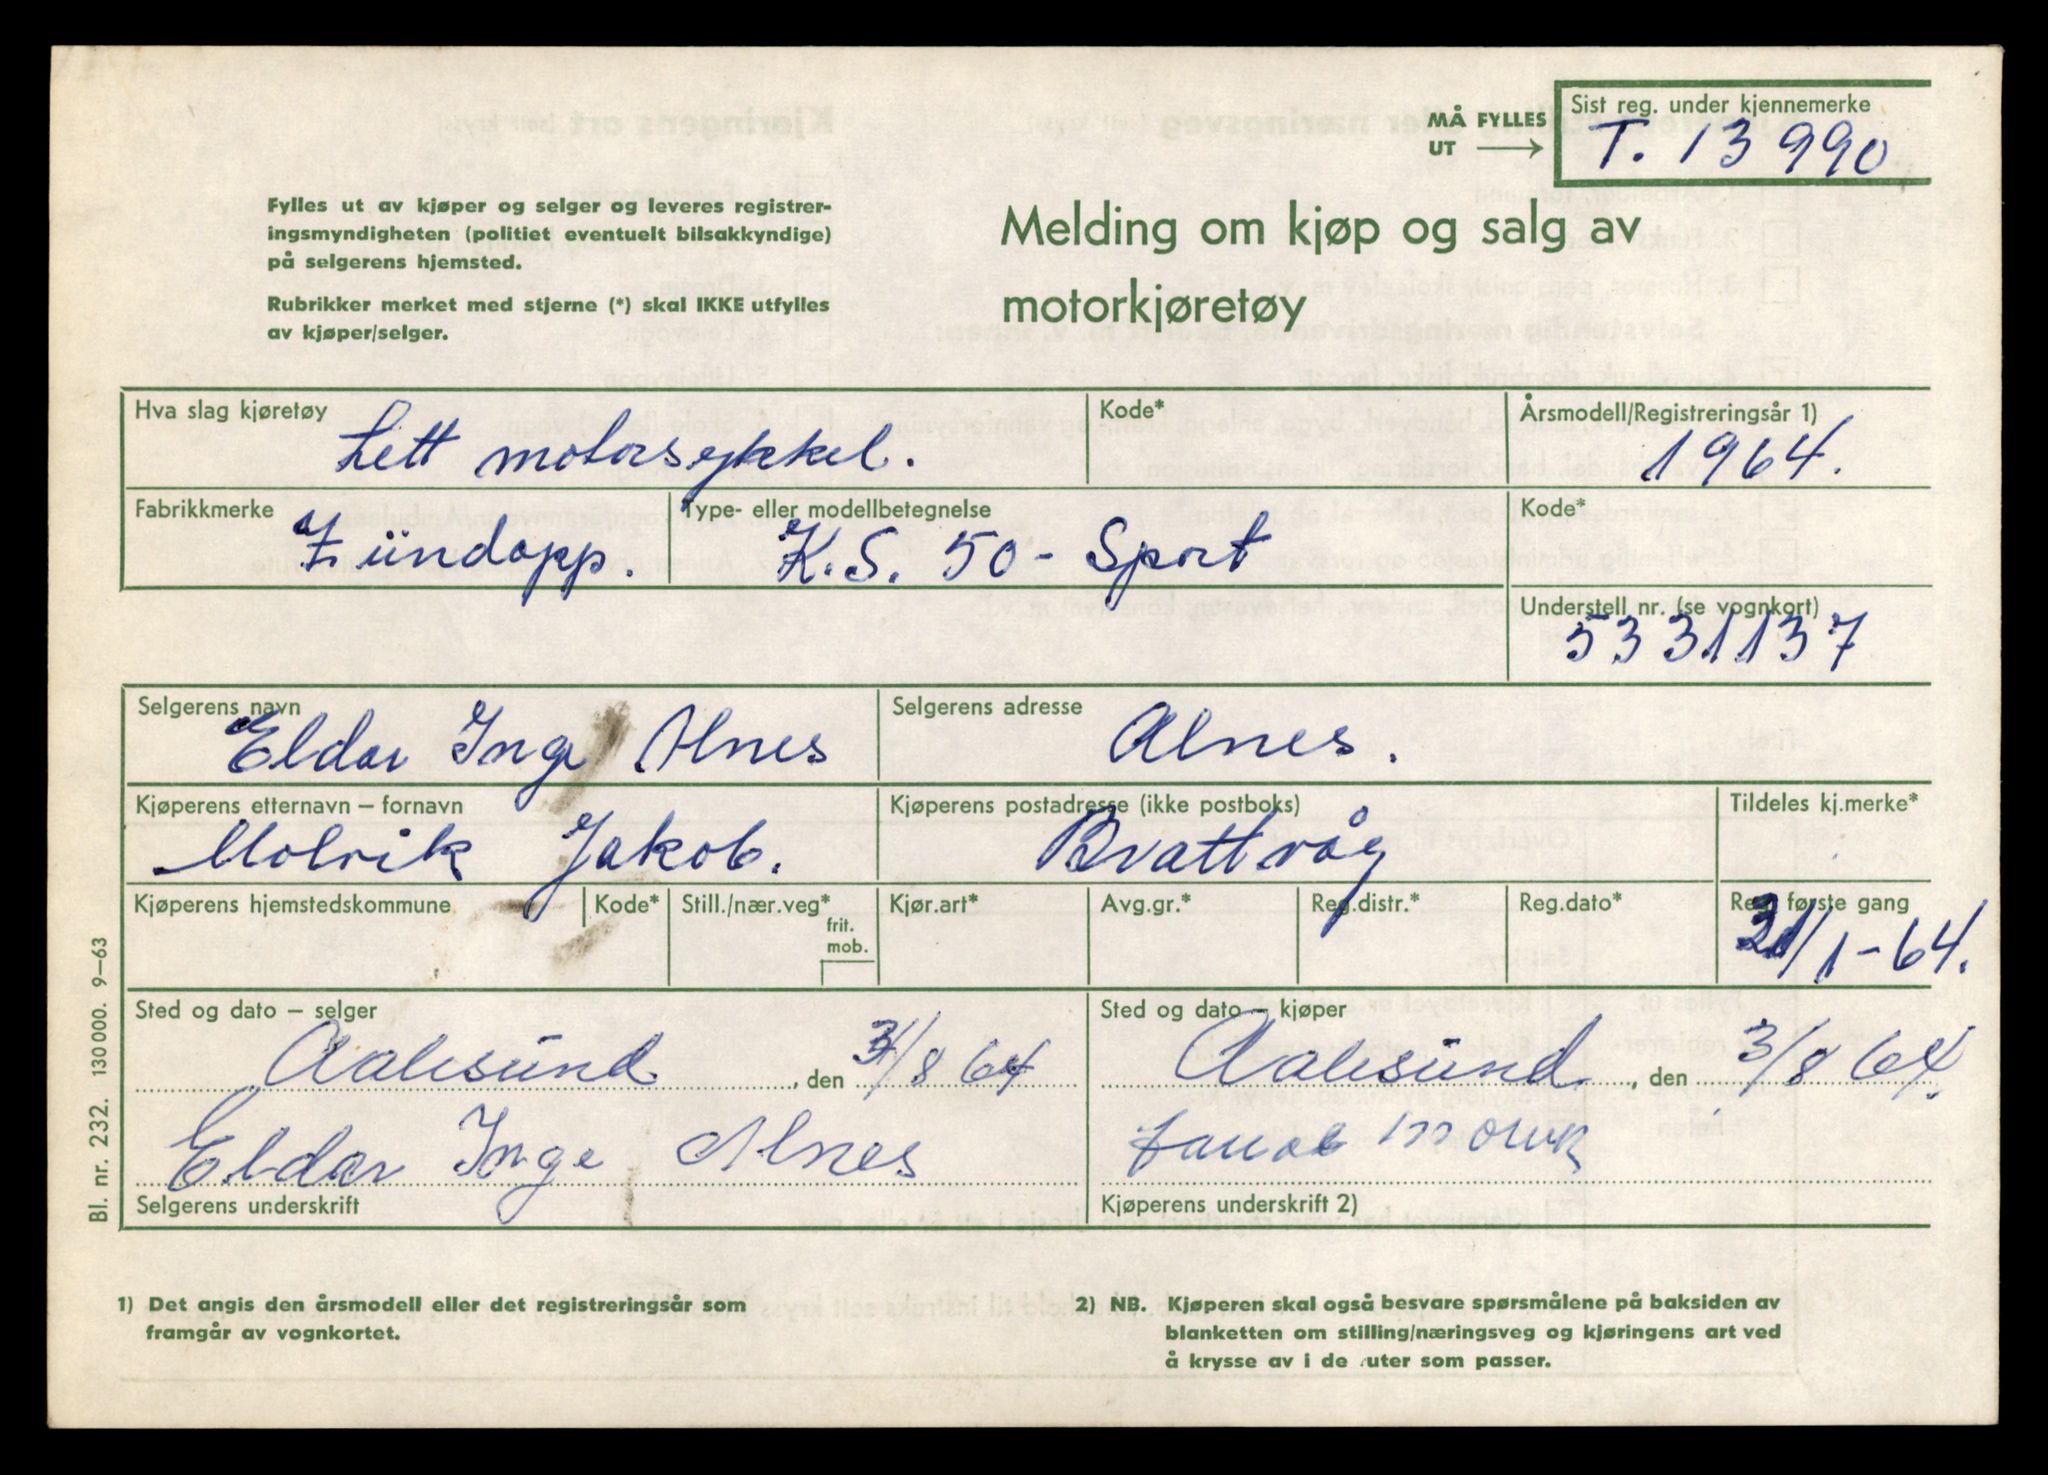 MÅ FYLLES
UT
Sist reg. under kjennemerke
T. 13990
Fylles ut av kjøper og selger og leveres registrer-
ingsmyndigheten (politiet eventuelt bilsakkyndige)
på selgerens hjemsted.
Rubrikker merket med stjerne (*) skal IKKE utfylles
av kjøper/selger.
Melding om kjøp og salg av
motorkjøretøy
Hva slag kjøretøy
Lett motorsykkel.
Kode*
Årsmodell/Registreringsår 1)
1964.
Fabrikkmerke
Zündapp.
Type- eller modellbetegnelse
K.S. 50 - Sport
Kode*
Understell nr. (se vognkort)
5331137
Selgerens navn
Eldar Inge Alnes
Selgerens adresse
Alnes.
Kjøperens etternavn – fornavn
Molvik Jakob.
Kjøperens postadresse (ikke postboks)
Brattvåg
Tildeles kj.merke*
Kjøperens hjemstedskommune
Kode*
Still./nær.veg*
frit.
mob.
Kjør.art*
Avg.gr.*
Reg.distr.*
Reg.dato*
Reg. første gang
/1-64.
Sted og dato – selger
Aalesund, den 3/8 64
Sted og dato – kjøper
Aalesund, den 3/8 64.
Eldar Inge Alnes
Selgerens underskrift
Kjøperens underskrift 2)
Bl. nr. 232. 130000. 9–63
1) Det angis den årsmodell eller det registreringsår som
framgår av vognkortet.
2) NB. Kjøperen skal også besvare spørsmålene på baksiden av
blanketten om stilling/næringsveg og kjøringens art ved
å krysse av i de ruter som passer.